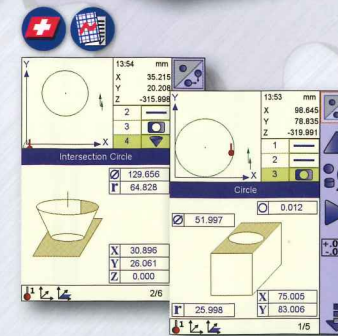 Y
X
13:54 mm
X 35.215
Y 20.208
Z -315.998
2
3
4
Intersection Circle
Ø 129.656
r 64.828
X 30.896
Y 26.061
Z 0.000
1
2/6
Y
X
13:53 mm
X 98.645
Y 78.835
Z -319.991
1
2
3
Circle
0.012
Ø 51.997
r 25.998
X 75.005
Y 83.006
1
1/5